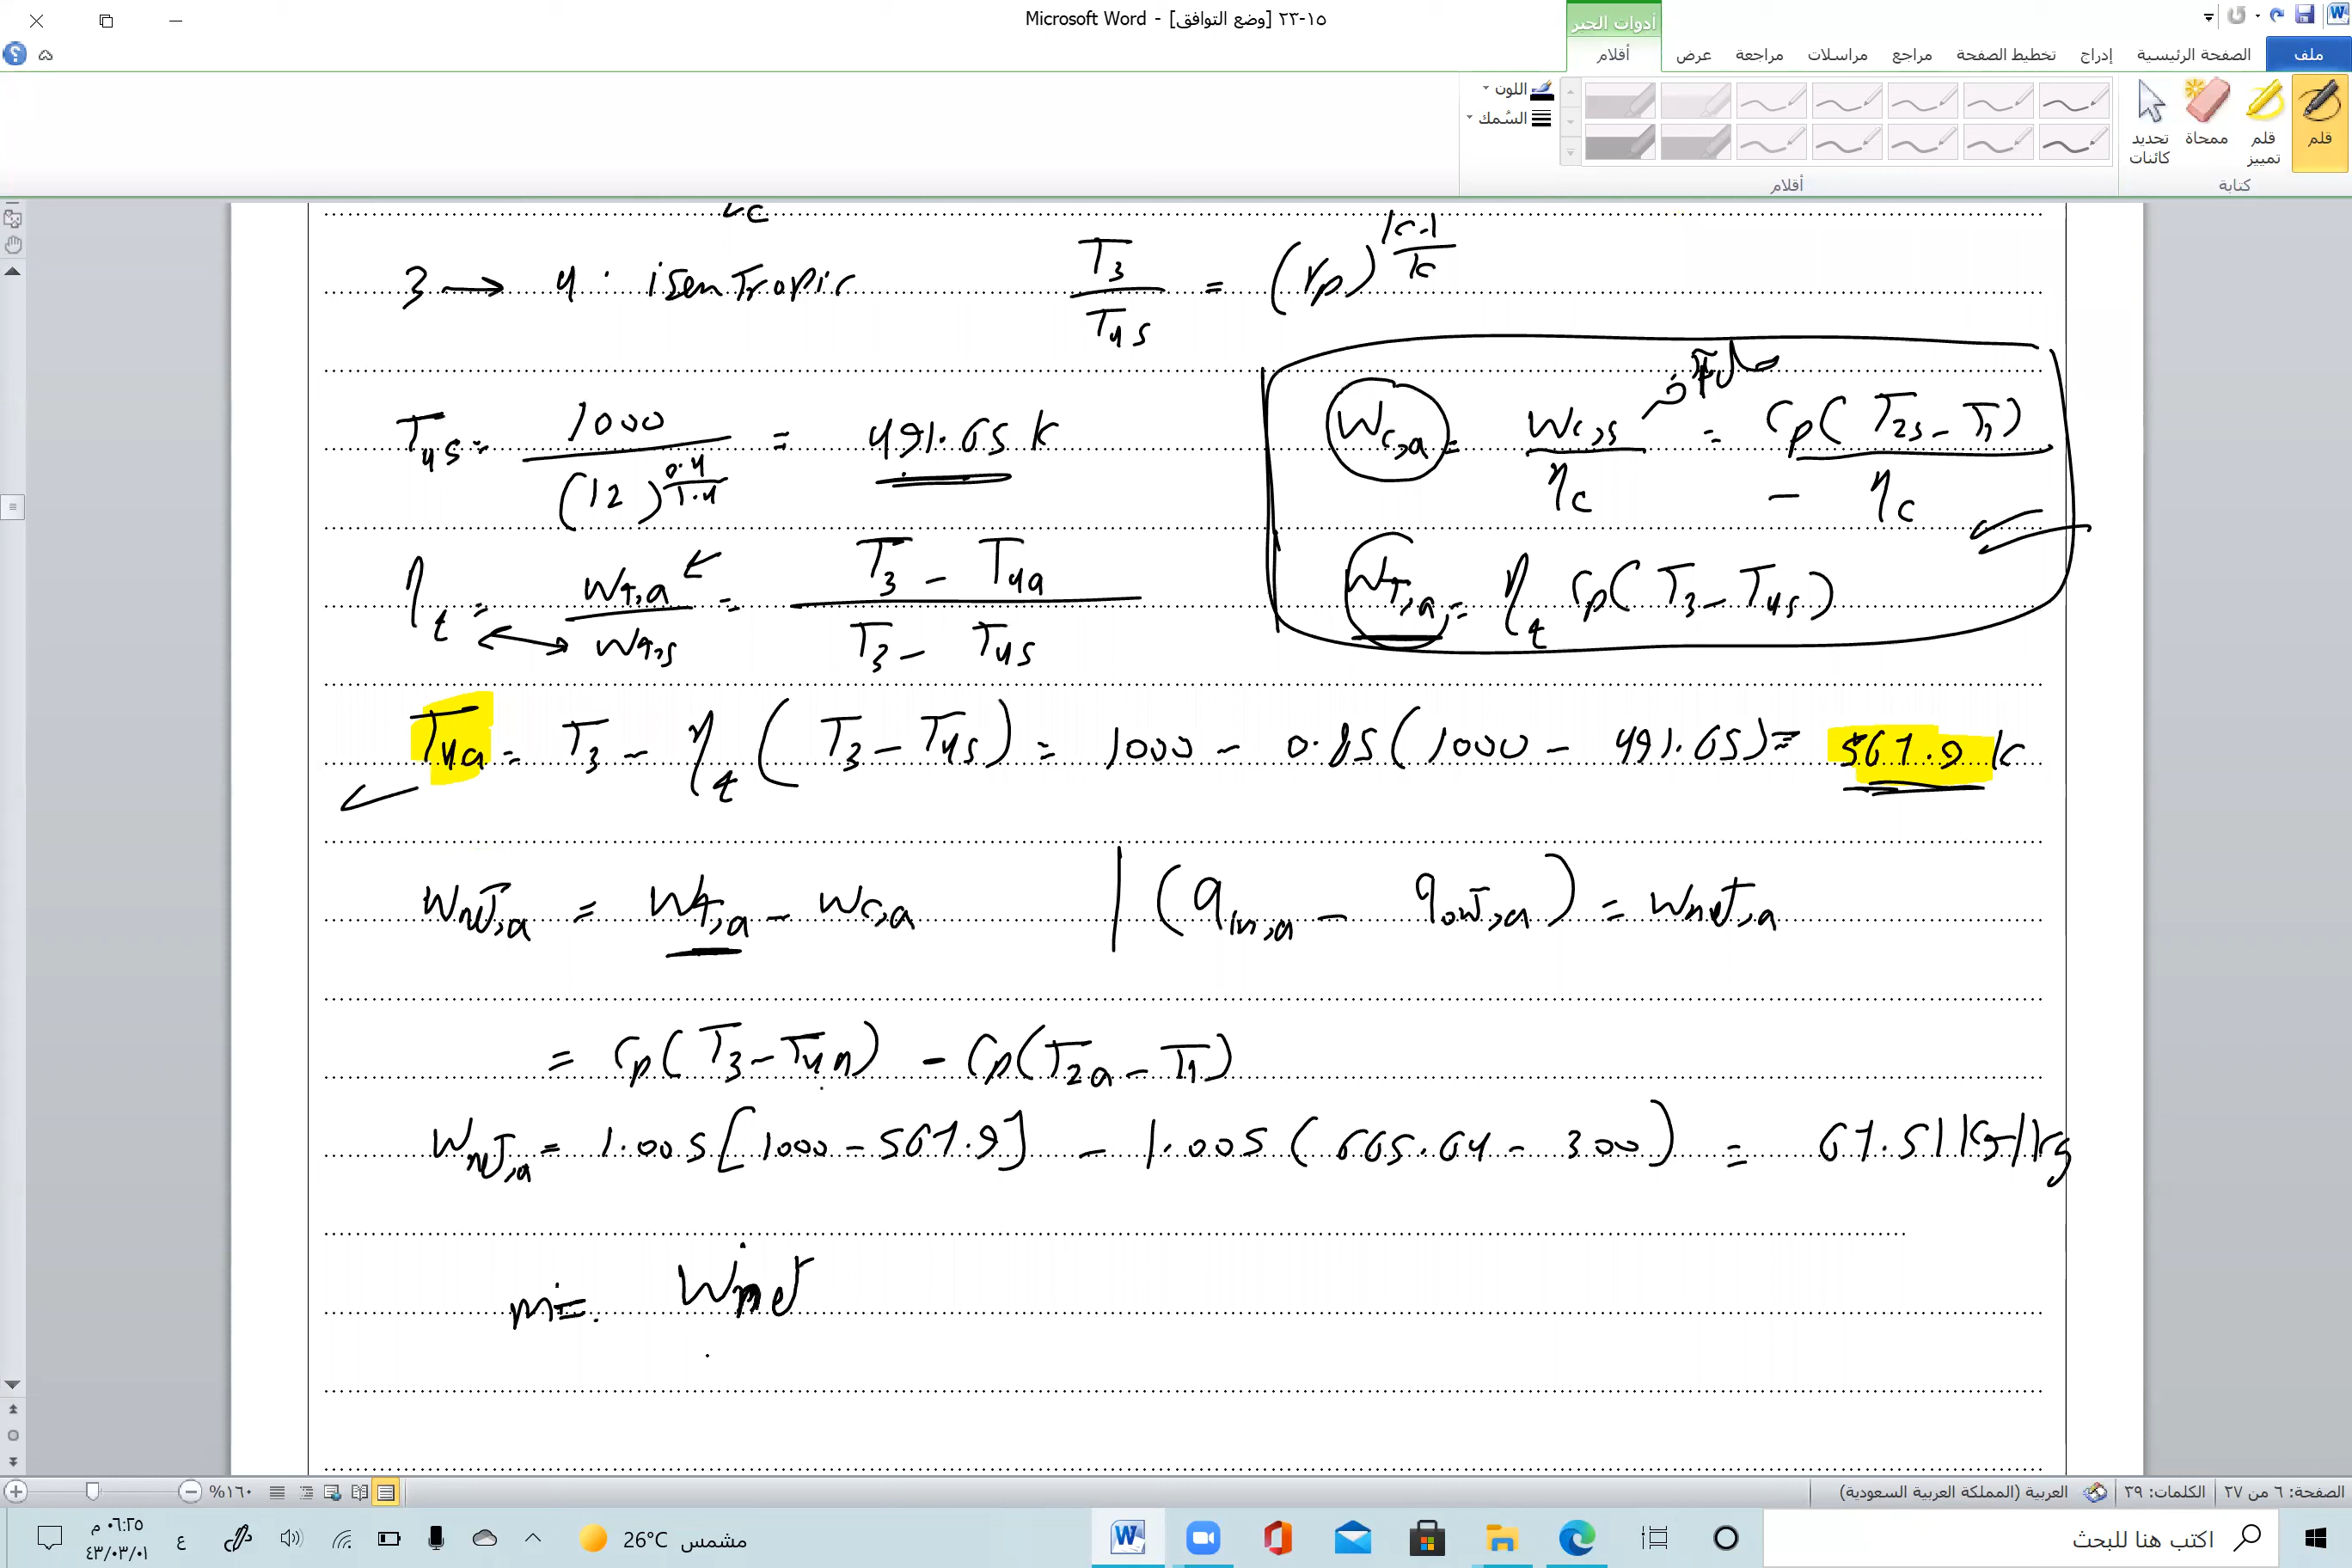 ١٥-٢٣ [وضع التوافق] - Microsoft Word
أدوات الحبر
ملف الصفحة الرئيسية إدراج تخطيط الصفحة مراجع مراسلات مراجعة عرض أقلام
قلم قلم تمييز ممحاة تحديد كائنات
اللون
السُمك
كتابة أقلام
3 → 4 : isentropic T3/T4s = (rp)^(k-1/k)
T4s = 1000/(12)^(0.4/1.4) = 491.65 k
Wc,a = Wc,s/ηc = Cp(T2s - T1)/ηc
ηt = Wt,a/Wt,s = T3 - T4a/T3 - T4s
Wt,a = ηt Cp(T3 - T4s)
T4a = T3 - ηt (T3 - T4s) = 1000 - 0.85(1000 - 491.65) = 567.9 k
Wnet,a = Wt,a - Wc,a | (qin,a - qout,a) = Wnet,a
= Cp(T3 - T4a) - Cp(T2a - T1)
Wnet,a = 1.005[1000 - 567.9] - 1.005(665.64 - 300) = 67.51 kJ/kg
ṁ = Ẇnet
الصفحة: ٦ من ٢٧ الكلمات: ٣٩ العربية (المملكة العربية السعودية) ١٦٠%
اكتب هنا للبحث
26°C مشمس
ع
٠٦:٢٥ م
٤٣/٠٣/٠١